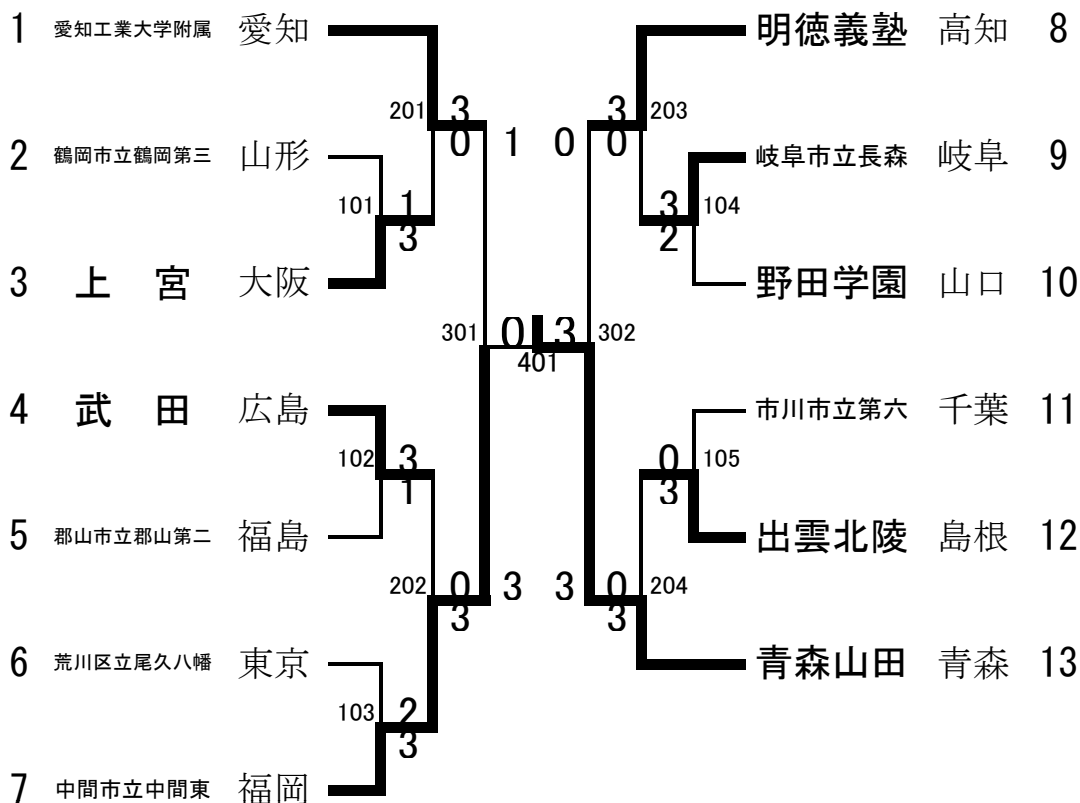 1 愛知工業大学附属 愛知 明徳義塾 高知 8
201 3 3 203
0 1 0 0
2 鶴岡市立鶴岡第三 山形 岐阜市立長森 岐阜 9
101 1 3 104
3 2
3 上宮 大阪 野田学園 山口 10
301 0 3 302
401
4 武田 広島 市川市立第六 千葉 11
102 3 0 105
1 3
5 郡山市立郡山第二 福島 出雲北陵 島根 12
202 0 3 3 0 204
3 3
6 荒川区立尾久八幡 東京 青森山田 青森 13
103 2
3
7 中間市立中間東 福岡